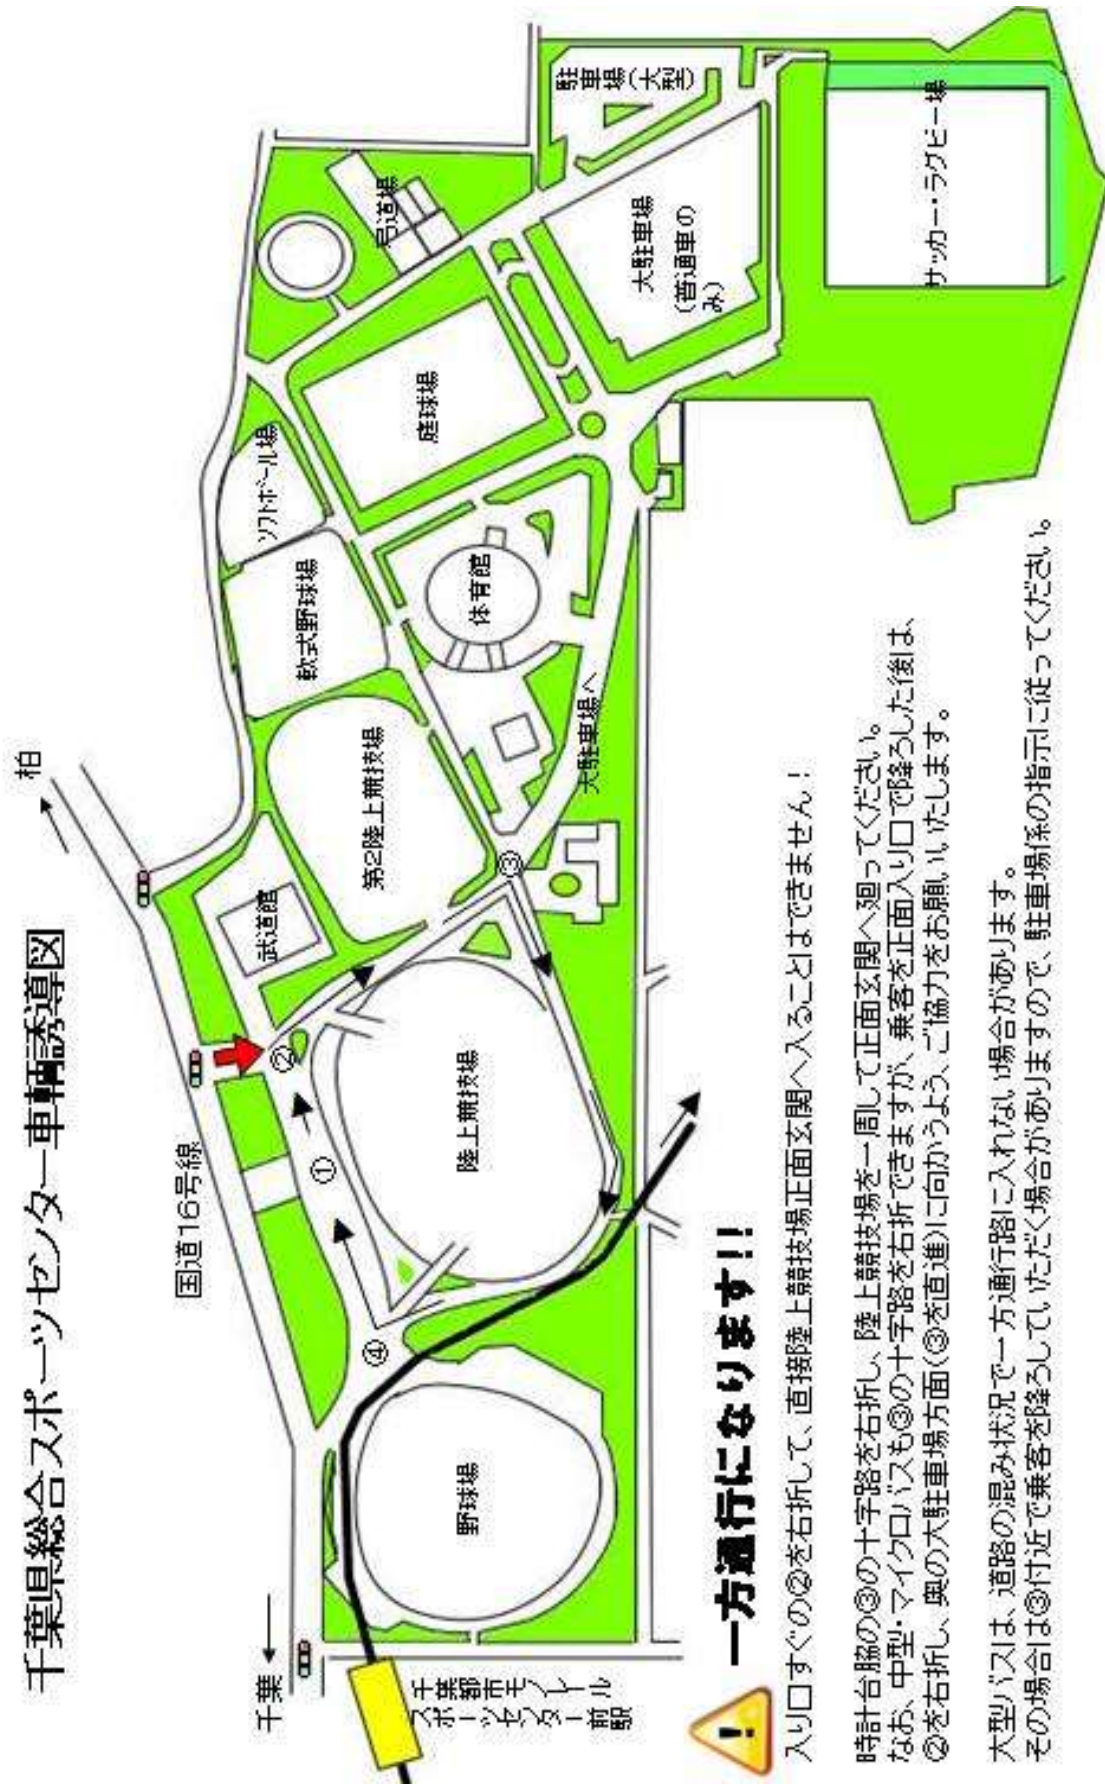 千葉県総合スポーツセンター車輌誘導図
千葉
国道16号線
柏
千葉都市モノレール
スポーツセンター前駅
野球場
④
①
②
陸上競技場
武道館
第2陸上競技場
③
大駐車場へ
軟式野球場
体育館
ソフトボール場
庭球場
弓道場
大駐車場
(普通車の
み)
駐車場(大型)
サッカー・ラグビー場
一方通行になります!!
入り口すぐの②を右折して、直接陸上競技場正面玄関へ入ることはできません!
時計台脇の③の十字路を右折し、陸上競技場を一周して正面玄関へ廻ってください。
なお、中型・マイクロバスも③の十字路を右折できますが、乗客を正面入り口で降ろした後は、
②を右折し、奥の大駐車場方面(③を直進)に向かうよう、ご協力をお願いいたします。
大型バスは、道路の混み状況で一方通行路に入れない場合があります。
その場合は③付近で乗客を降ろしていただく場合がありますので、駐車場係の指示に従ってください。